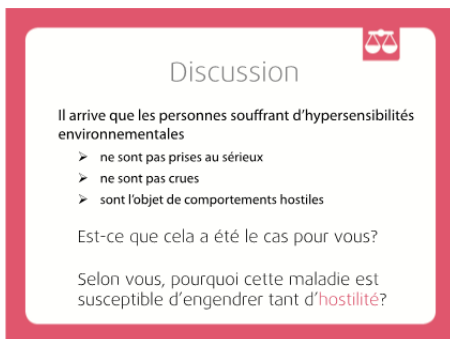 Discussion
Il arrive que les personnes souffrant d'hypersensibilités
environnementales
➢ ne sont pas prises au sérieux
➢ ne sont pas crues
➢ sont l'objet de comportements hostiles
Est-ce que cela a été le cas pour vous?
Selon vous, pourquoi cette maladie est
susceptible d'engendrer tant d'hostilité?